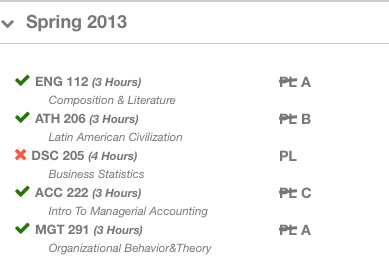 Spring 2013
ENG 112 (3 Hours) PL A
Composition & Literature
ATH 206 (3 Hours) PL B
Latin American Civilization
DSC 205 (4 Hours) PL
Business Statistics
ACC 222 (3 Hours) PL C
Intro To Managerial Accounting
MGT 291 (3 Hours) PL A
Organizational Behavior&Theory